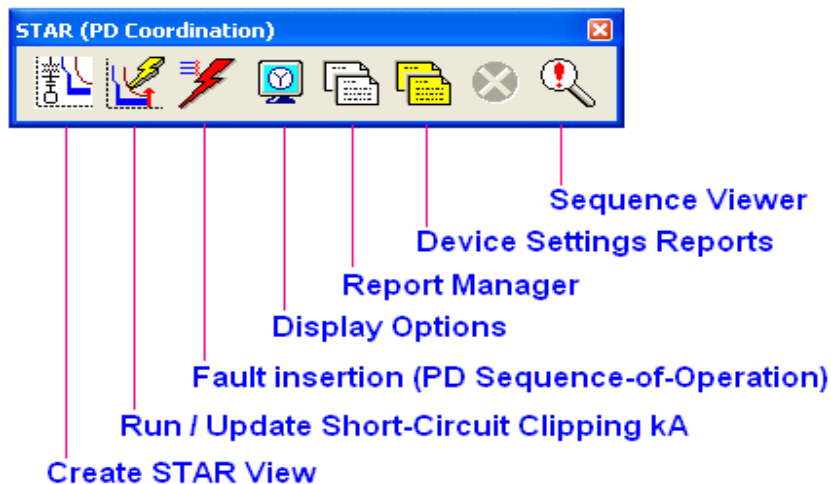 STAR (PD Coordination)
Sequence Viewer
Device Settings Reports
Report Manager
Display Options
Fault insertion (PD Sequence-of-Operation)
Run / Update Short-Circuit Clipping kA
Create STAR View